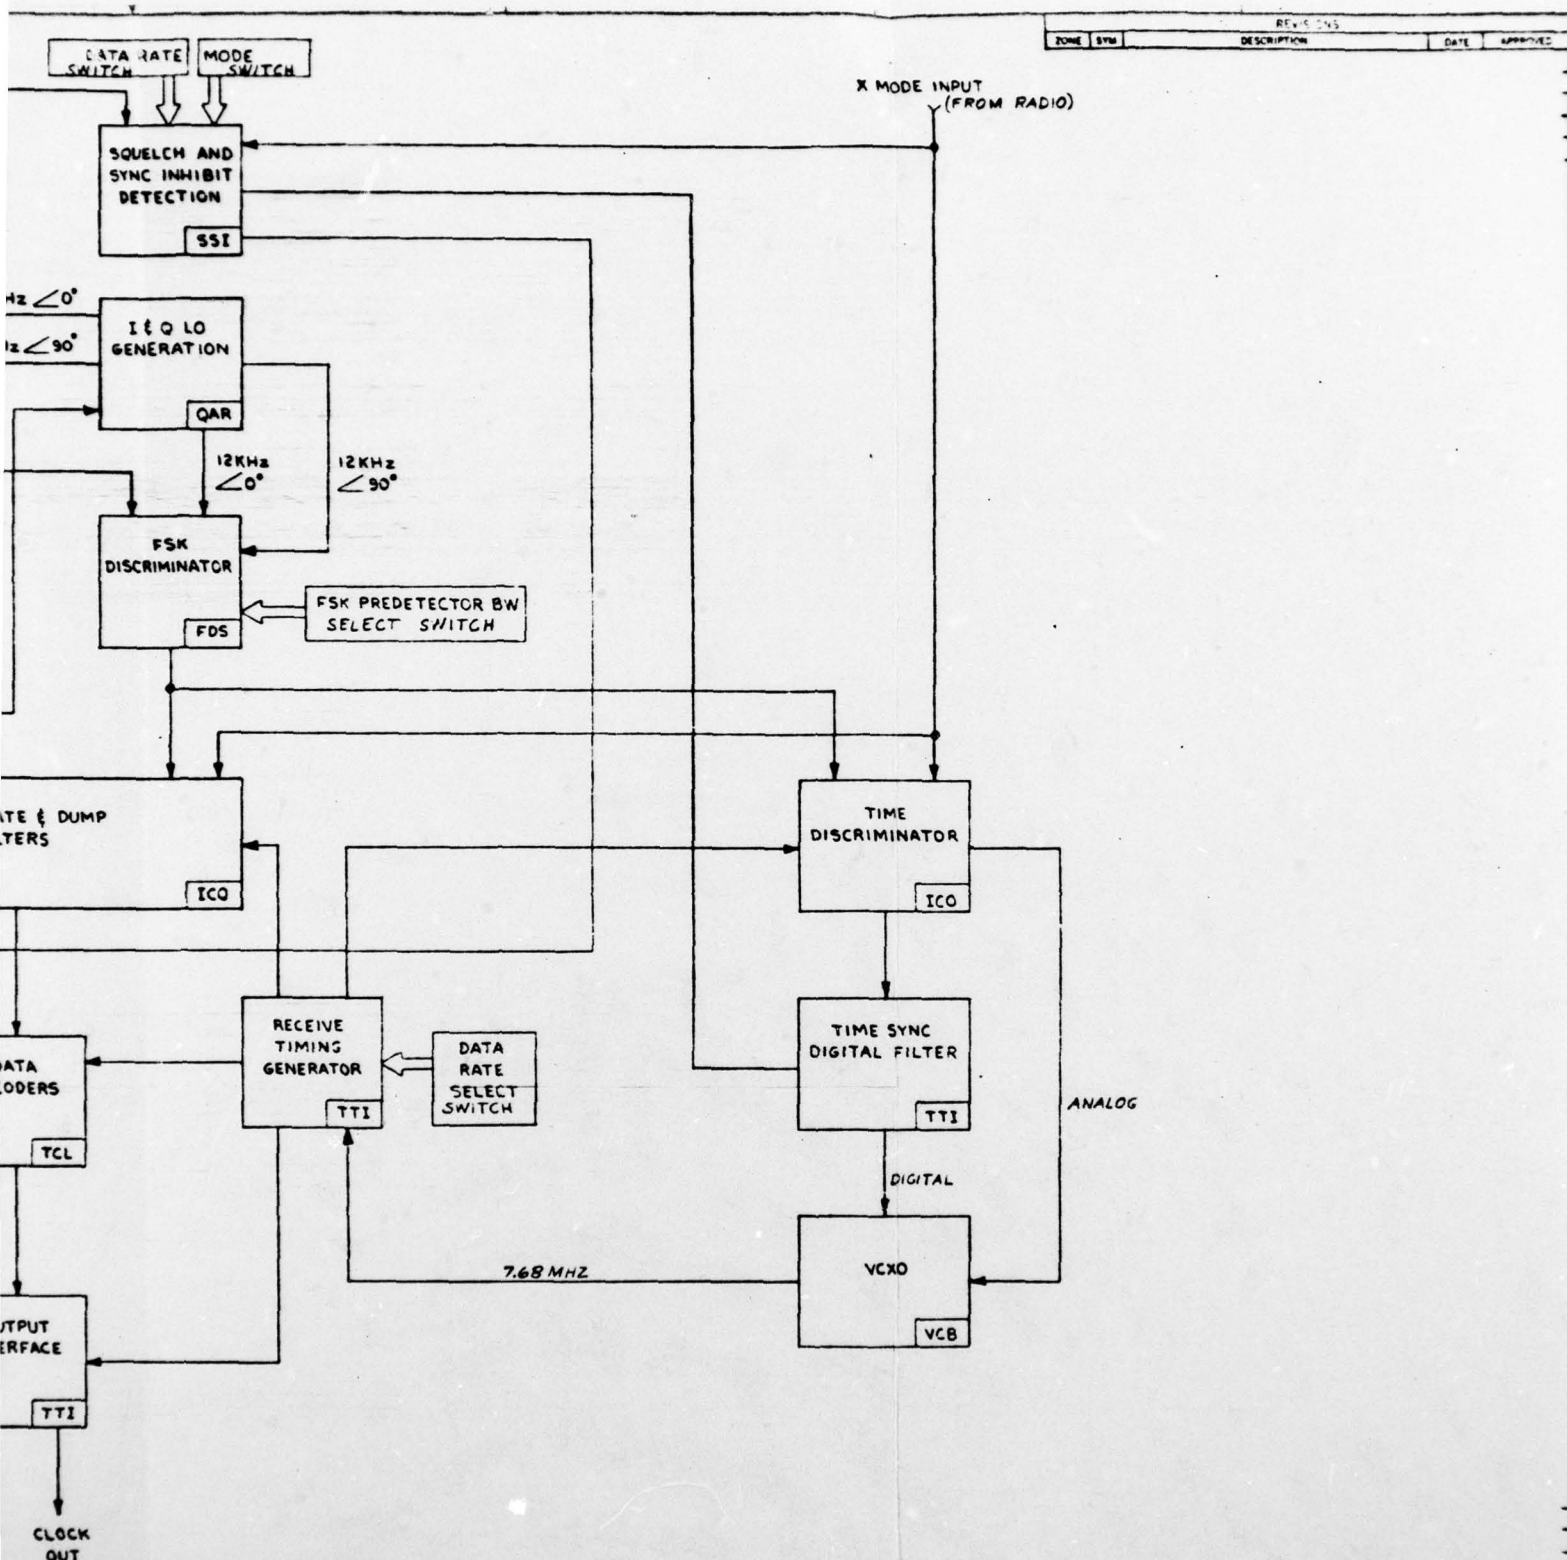 REVISIONS
ZONE SYM DESCRIPTION DATE APPROVED
DATA RATE
SWITCH
MODE
SWITCH
X MODE INPUT
(FROM RADIO)
SQUELCH AND
SYNC INHIBIT
DETECTION
SSI
Hz ∠0°
Hz ∠90°
I & Q LO
GENERATION
QAR
12KHz
∠0°
12KHz
∠90°
FSK
DISCRIMINATOR
FDS
FSK PREDETECTOR BW
SELECT SWITCH
ATE & DUMP
LTERS
ICO
TIME
DISCRIMINATOR
ICO
RECEIVE
TIMING
GENERATOR
TTI
DATA
RATE
SELECT
SWITCH
TIME SYNC
DIGITAL FILTER
TTI
ANALOG
DATA
CODERS
TCL
DIGITAL
7.68 MHZ
VCXO
VCB
UTPUT
ERFACE
TTI
CLOCK
OUT